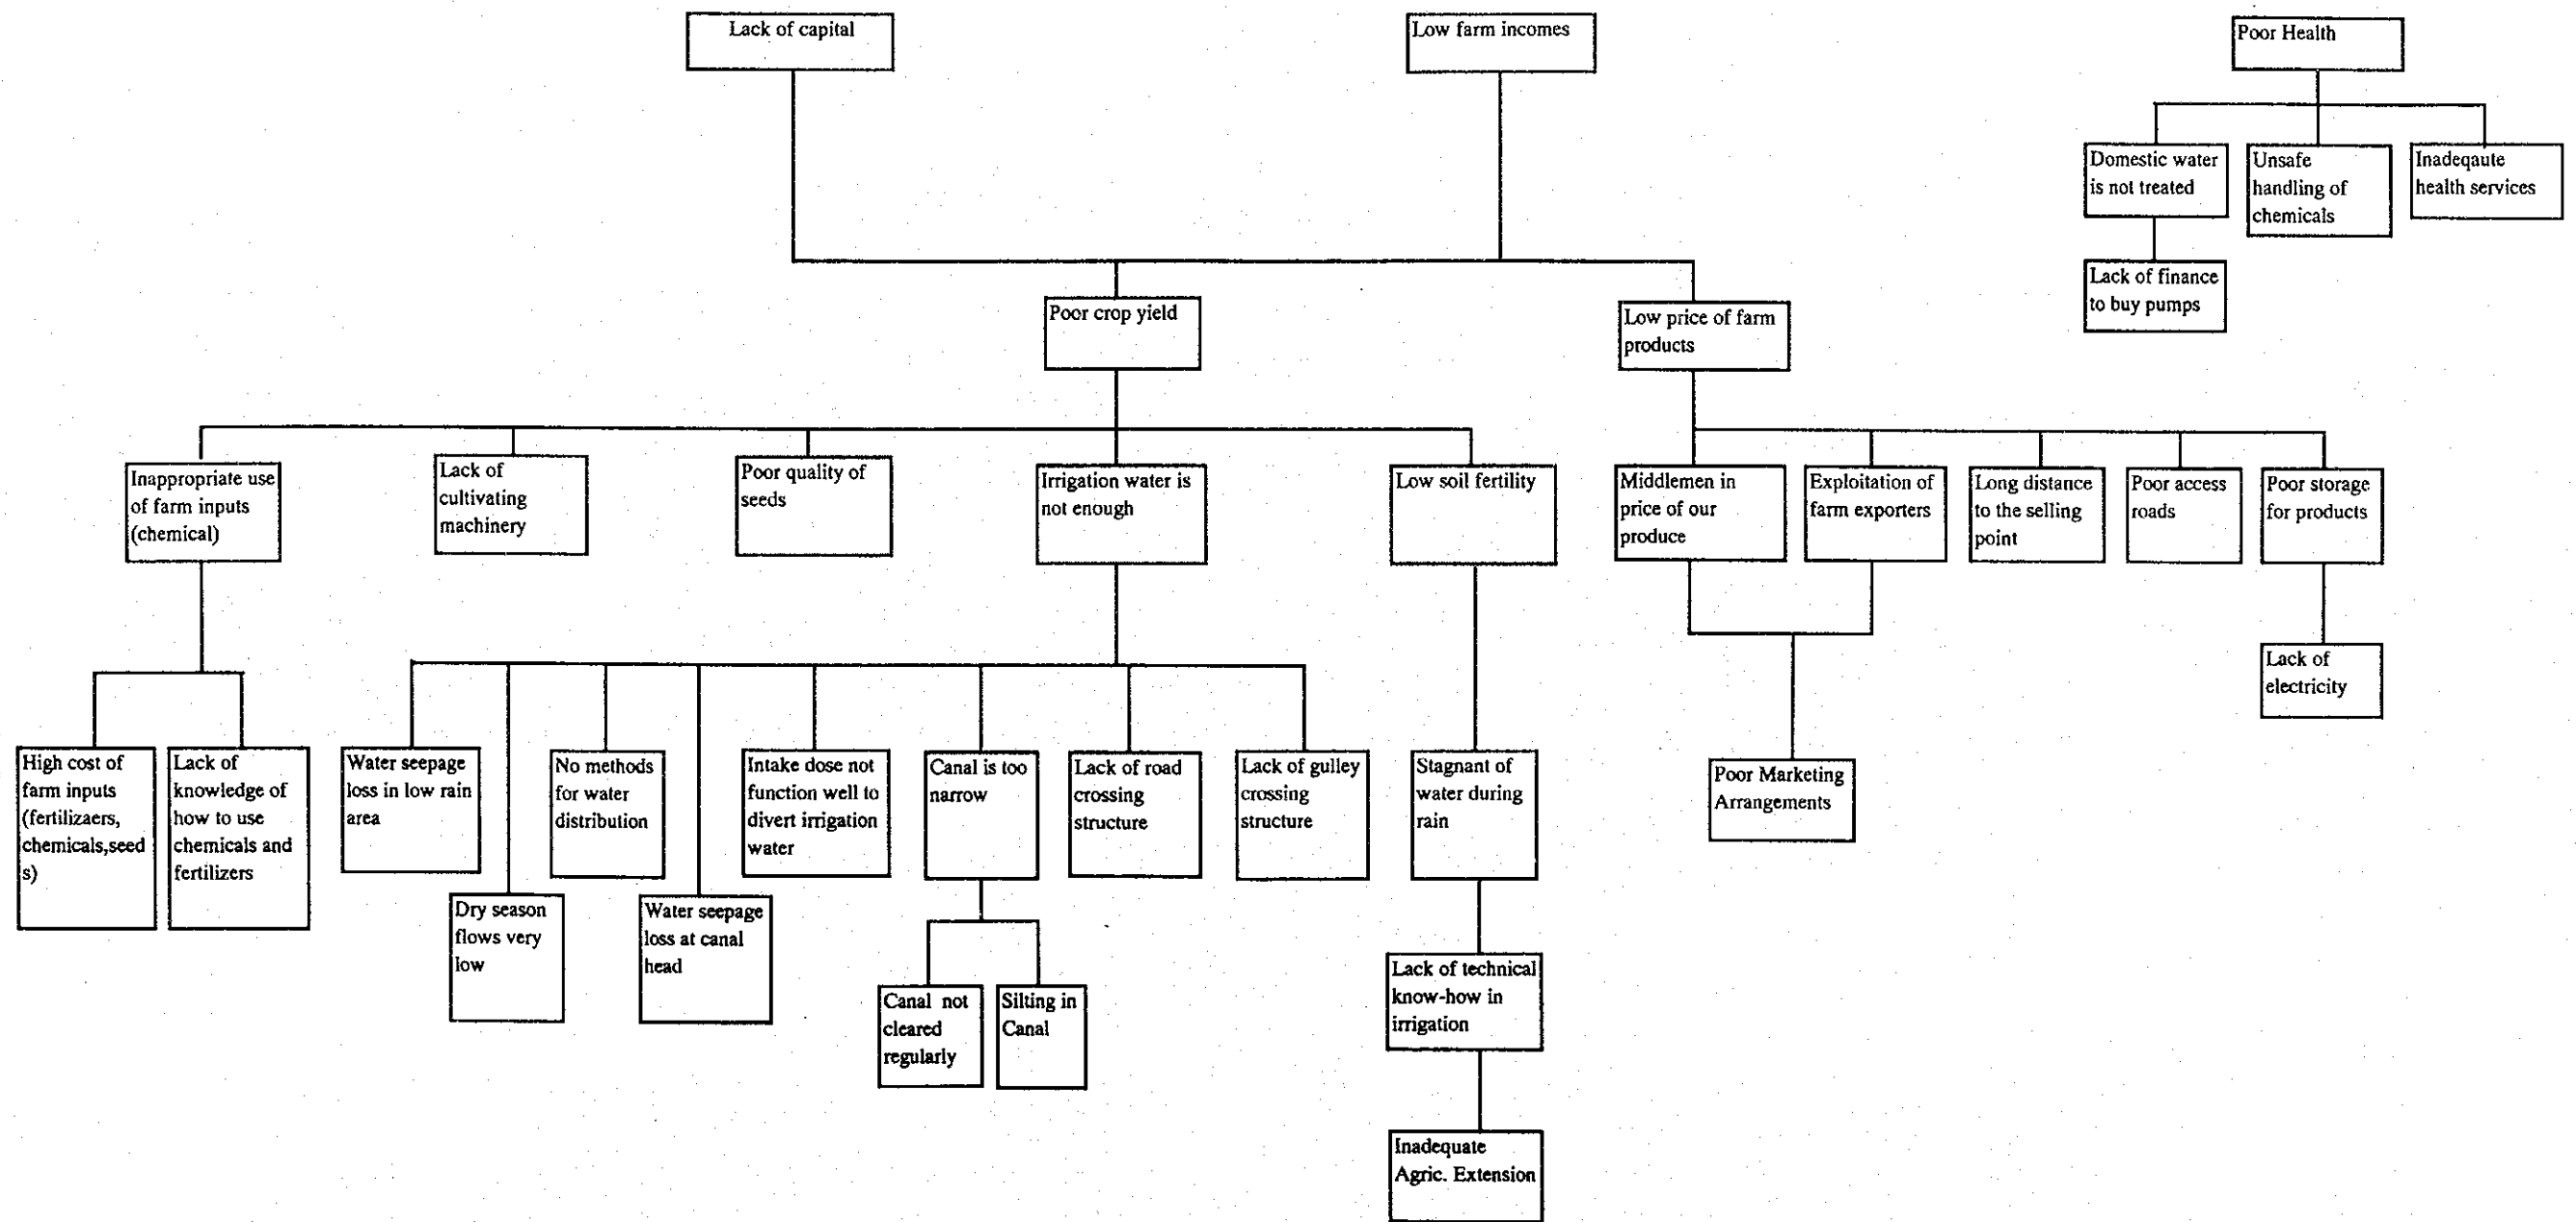 Lack of capital
Low farm incomes
Poor Health
Domestic water
is not treated
Unsafe
handling of
chemicals
Inadeqaute
health services
Lack of finance
to buy pumps
Poor crop yield
Low price of farm
products
Inappropriate use
of farm inputs
(chemical)
Lack of
cultivating
machinery
Poor quality of
seeds
Irrigation water is
not enough
Low soil fertility
Middlemen in
price of our
produce
Exploitation of
farm exporters
Long distance
to the selling
point
Poor access
roads
Poor storage
for products
Lack of
electricity
High cost of
farm inputs
(fertilizaers,
chemicals,seed
s)
Lack of
knowledge of
how to use
chemicals and
fertilizers
Water seepage
loss in low rain
area
Dry season
flows very
low
No methods
for water
distribution
Water seepage
loss at canal
head
Intake dose not
function well to
divert irrigation
water
Canal is too
narrow
Canal not
cleared
regularly
Silting in
Canal
Lack of road
crossing
structure
Lack of gulley
crossing
structure
Stagnant of
water during
rain
Lack of technical
know-how in
irrigation
Inadequate
Agric. Extension
Poor Marketing
Arrangements